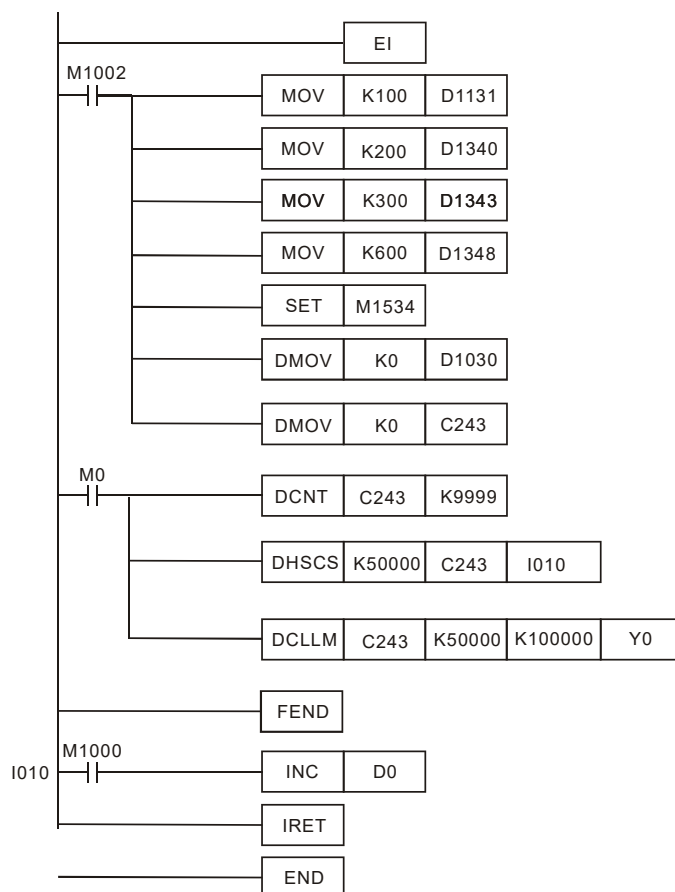 EI
M1002
MOV K100 D1131
MOV K200 D1340
MOV K300 D1343
MOV K600 D1348
SET M1534
DMOV K0 D1030
DMOV K0 C243
M0
DCNT C243 K9999
DHSCS K50000 C243 I010
DCLLM C243 K50000 K100000 Y0
FEND
M1000
I010 INC D0
IRET
END